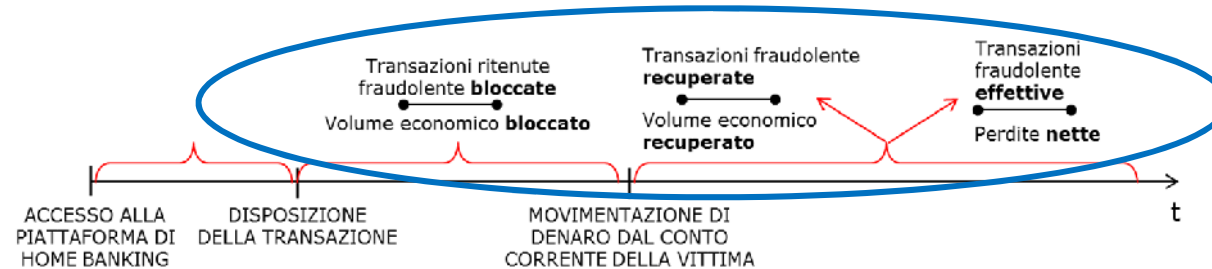 Transazioni ritenute
fraudolente bloccate
Volume economico bloccato
Transazioni fraudolente
recuperate
Volume economico
recuperato
Transazioni
fraudolente
effettive
Perdite nette
ACCESSO ALLA
PIATTAFORMA DI
HOME BANKING
DISPOSIZIONE
DELLA TRANSAZIONE
MOVIMENTAZIONE DI
DENARO DAL CONTO
CORRENTE DELLA VITTIMA
t